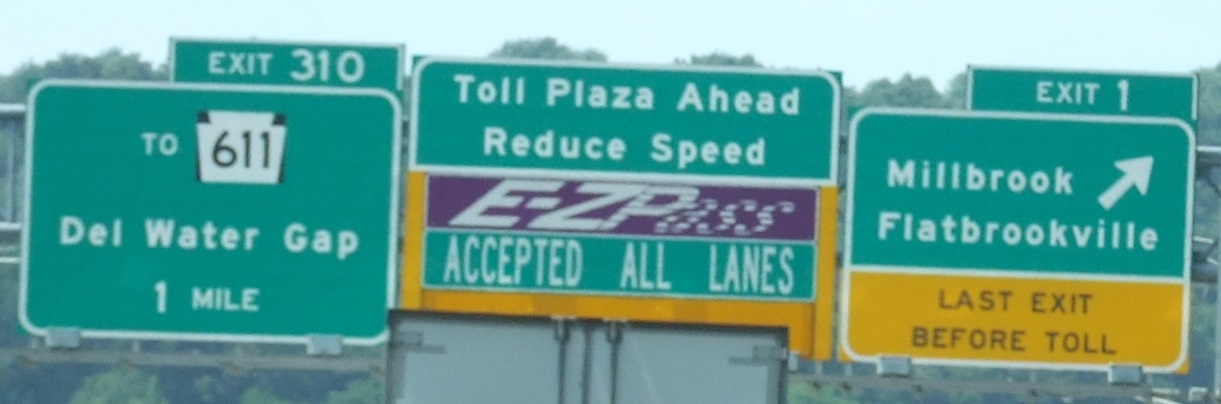 EXIT 310
TO 611
Del Water Gap
1 MILE
Toll Plaza Ahead
Reduce Speed
E-ZPass
ACCEPTED ALL LANES
EXIT 1
Millbrook
Flatbrookville
LAST EXIT
BEFORE TOLL